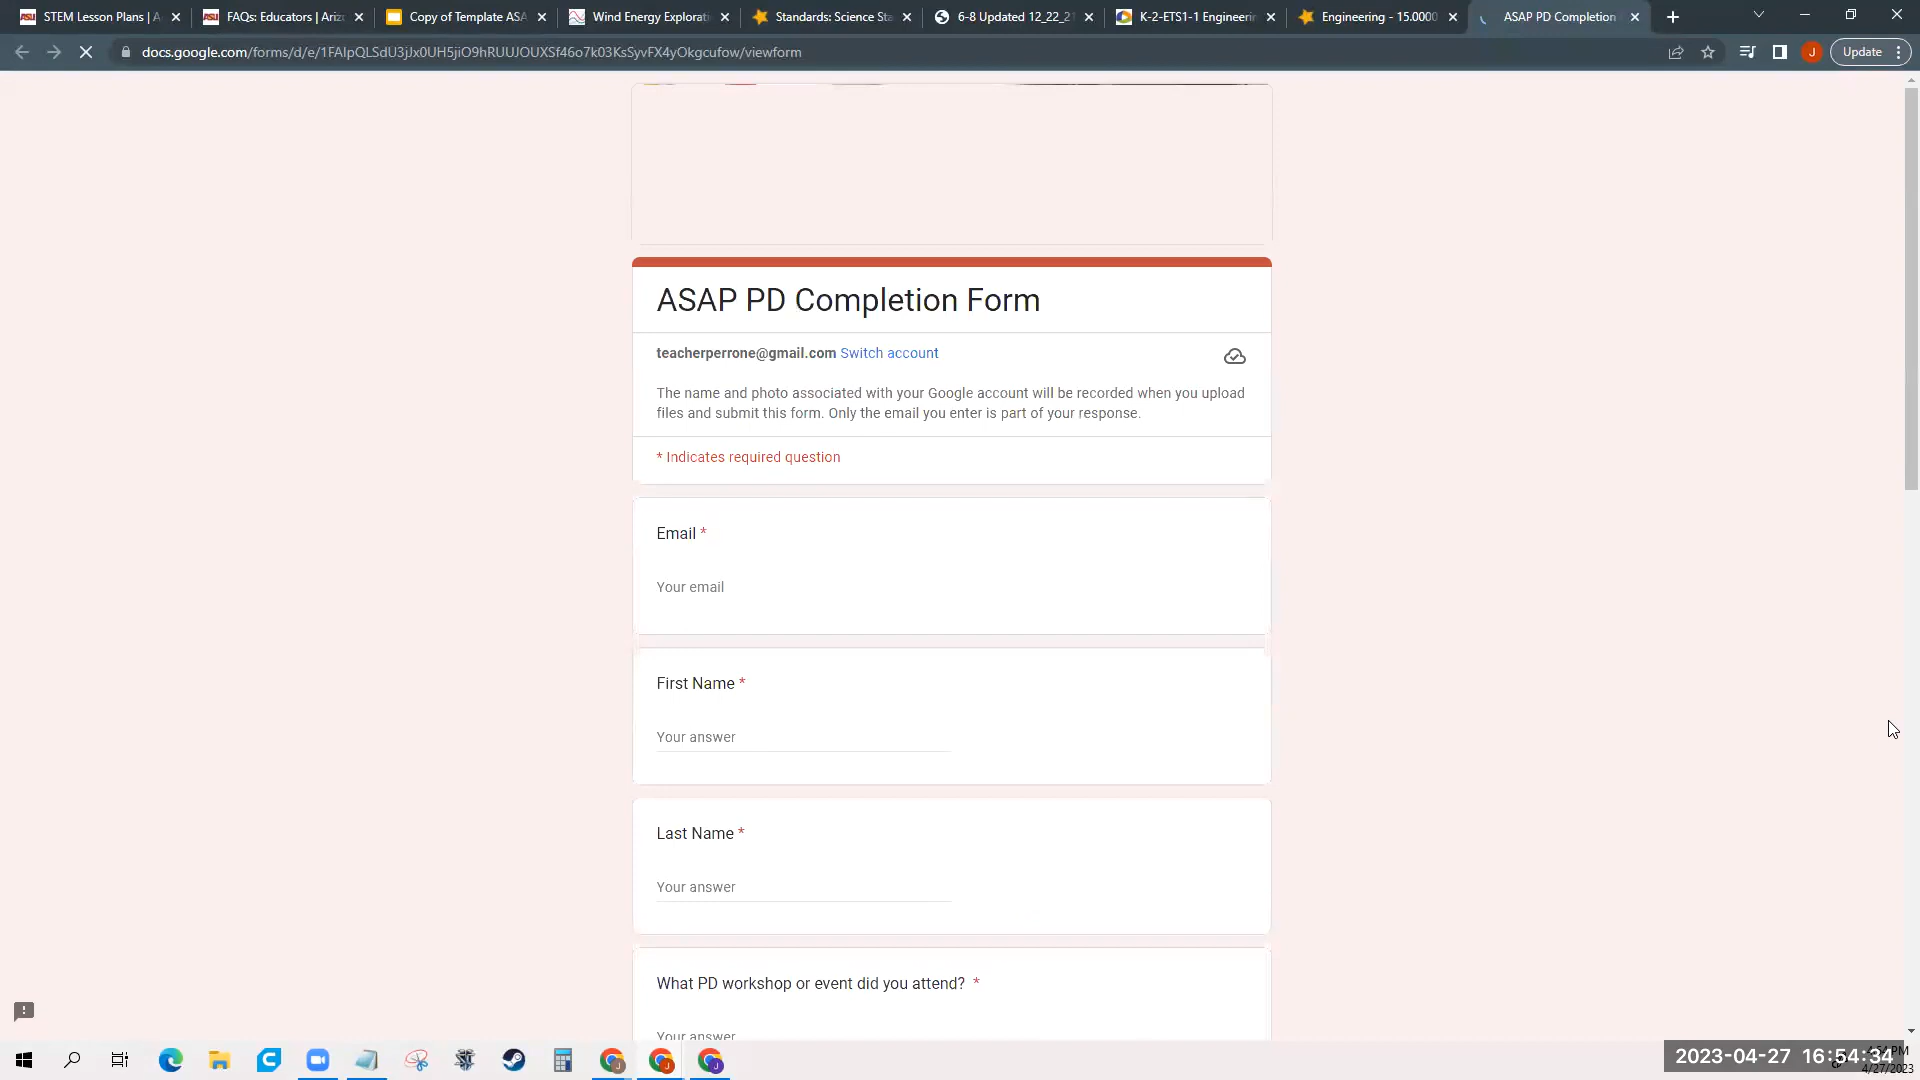 STEM Lesson Plans | A
FAQs: Educators | Arizo
Copy of Template ASA
Wind Energy Explorati
Standards: Science Sta
6-8 Updated 12_22_21
K-2-ETS1-1 Engineerin
Engineering - 15.0000
ASAP PD Completion
docs.google.com/forms/d/e/1FAIpQLSdU3jJx0UH5jiO9hRUUJOUXSf46o7k03KsSyvFX4yOkgcufow/viewform
J
Update
ASAP PD Completion Form
teacherperrone@gmail.com Switch account
The name and photo associated with your Google account will be recorded when you upload
files and submit this form. Only the email you enter is part of your response.
* Indicates required question
Email *
Your email
First Name *
Your answer
Last Name *
Your answer
What PD workshop or event did you attend? *
Your answer
2023-04-27 16:54:34
4/27/2023